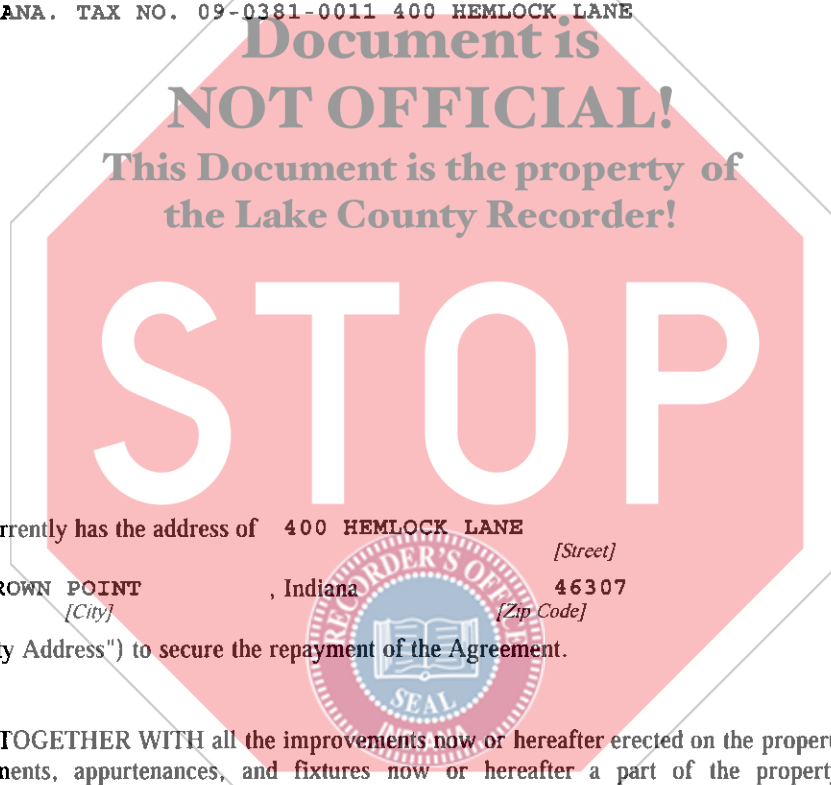 ANA. TAX NO. 09-0381-0011 400 HEMLOCK LANE
Document is
NOT OFFICIAL!
This Document is the property of
the Lake County Recorder!
STOP
rrently has the address of 400 HEMLOCK LANE
[Street]
ROWN POINT , Indiana 46307
[City] [Zip Code]
ty Address") to secure the repayment of the Agreement.
RECORDER'S OFFICE
SEAL
INDIANA
TOGETHER WITH all the improvements now or hereafter erected on the propert
nents, appurtenances, and fixtures now or hereafter a part of the property